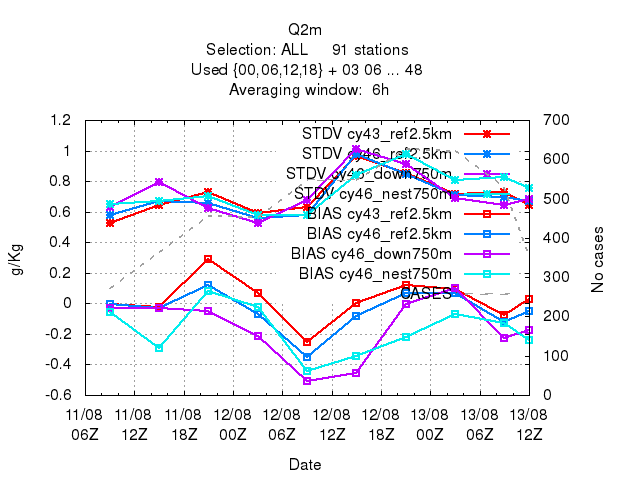 Q2m
Selection: ALL     91 stations
Used {00,06,12,18} + 03 06 ... 48
Averaging window:  6h
1.2
1
0.8
0.6
0.4
0.2
0
-0.2
-0.4
-0.6
g/Kg
STDV cy43_ref2.5km
STDV cy46_ref2.5km
STDV cy46_down750m
STDV cy46_nest750m
BIAS cy43_ref2.5km
BIAS cy46_ref2.5km
BIAS cy46_down750m
BIAS cy46_nest750m
CASES
700
600
500
400
300
200
100
0
No cases
11/08 11/08 11/08 12/08 12/08 12/08 12/08 13/08 13/08 13/08
06Z 12Z 18Z 00Z 06Z 12Z 18Z 00Z 06Z 12Z
Date